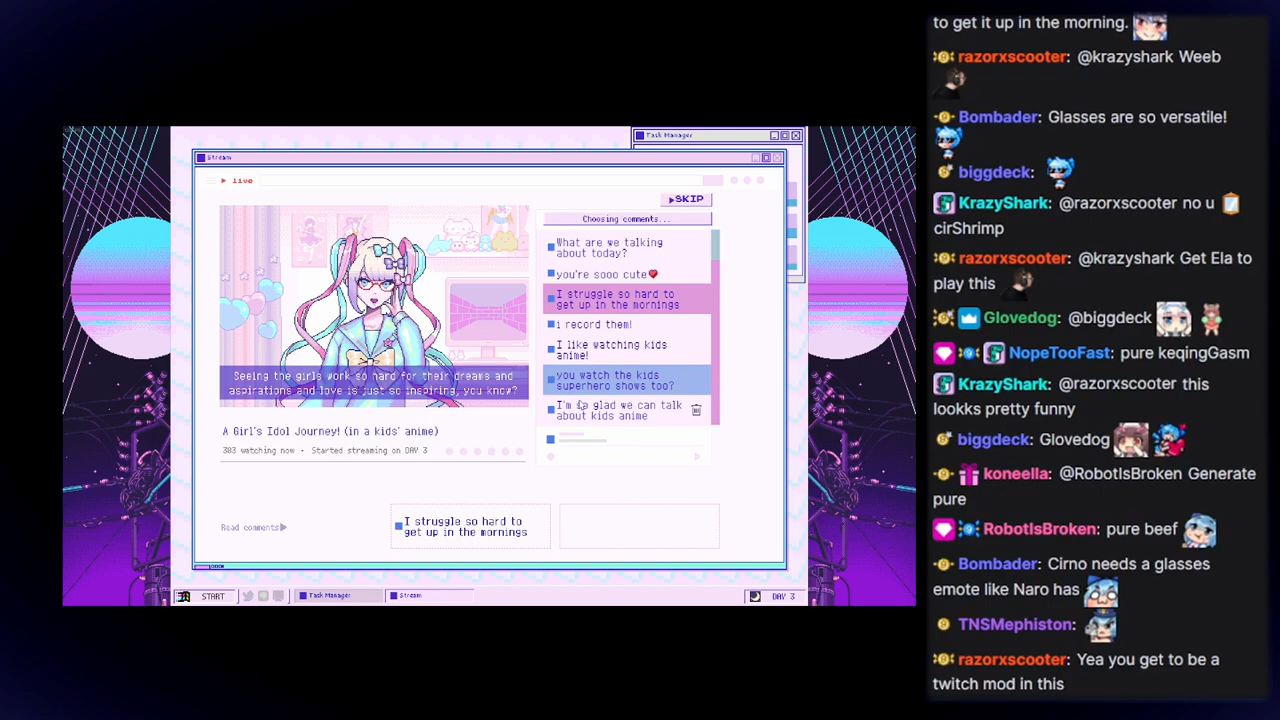 Task Manager
Stream
live
SKIP
Choosing comments...
What are we talking
about today?
you're sooo cute
I struggle so hard to
get up in the mornings
i record them!
I like watching kids
anime!
you watch the kids
superhero shows too?
I'm so glad we can talk
about kids anime
Seeing the girls work so hard for their dreams and
aspirations and love is just so inspiring, you know?
A Girl's Idol Journey! (in a kids' anime)
303 watching now • Started streaming on DAY 3
Read comments
I struggle so hard to
get up in the mornings
START
Task Manager
Stream
DAY 3
to get it up in the morning.
razorxscooter: @krazyshark Weeb
Bombader: Glasses are so versatile!
biggdeck:
KrazyShark: @razorxscooter no u
cirShrimp
razorxscooter: @krazyshark Get Ela to
play this
Glovedog: @biggdeck
NopeTooFast: pure keqingGasm
KrazyShark: @razorxscooter this
lookks pretty funny
biggdeck: Glovedog
koneella: @RobotIsBroken Generate
pure
RobotIsBroken: pure beef
Bombader: Cirno needs a glasses
emote like Naro has
TNSMephiston:
razorxscooter: Yea you get to be a
twitch mod in this